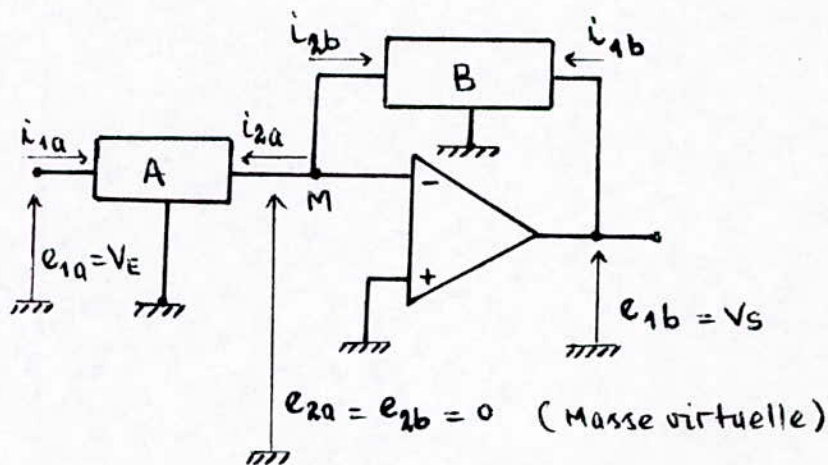 i2b
i1b
B
i1a
i2a
A
M
-
+
e1a = VE
e1b = VS
e2a = e2b = 0 (Masse virtuelle)